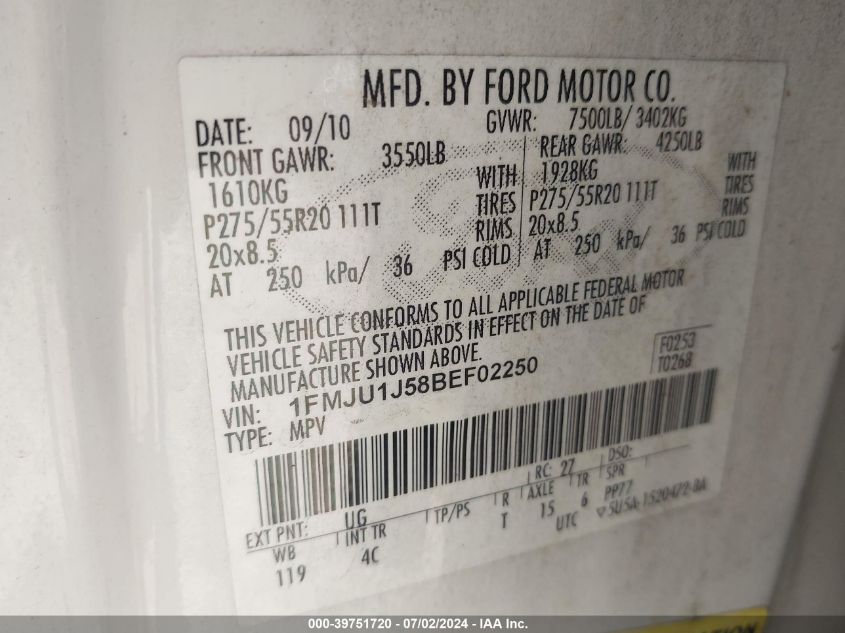 MFD. BY FORD MOTOR CO.
DATE: 09/10 GVWR: 7500LB/ 3402KG
FRONT GAWR: 3550LB REAR GAWR: 4250LB
1610KG WITH 1928KG WITH
P275/55R20 111T TIRES P275/55R20 111T TIRES
20x8.5 RIMS 20x8.5 RIMS
AT 250 kPa/ 36 PSI COLD AT 250 kPa/ 36 PSI COLD
THIS VEHICLE CONFORMS TO ALL APPLICABLE FEDERAL MOTOR
VEHICLE SAFETY STANDARDS IN EFFECT ON THE DATE OF
MANUFACTURE SHOWN ABOVE.
F0253
T0268
VIN: 1FMJU1J58BEF02250
TYPE: MPV
RC: 27 DSO:
EXT PNT: UG
WB INT TR TP/PS R AXLE TR SPR
119 4C T 15 6 PP77
UTC ▽ 5U5A-1520472-BA
000-39751720 - 07/02/2024 - IAA Inc.